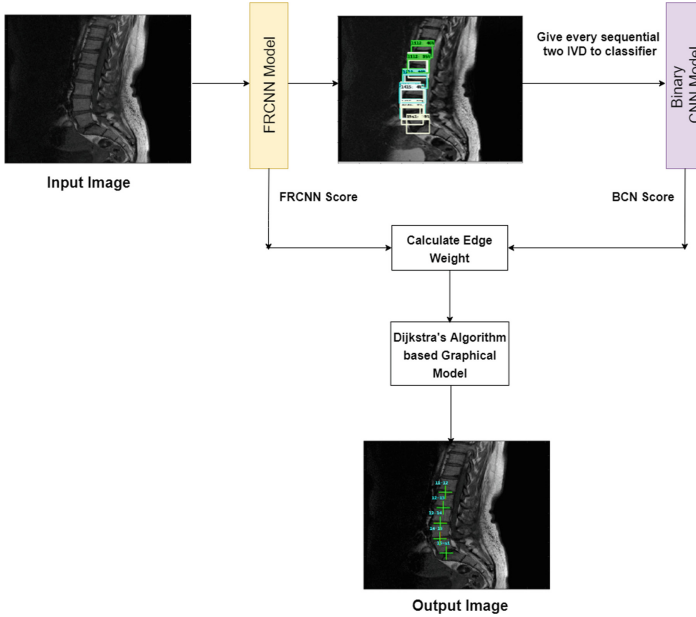 Input Image
FRCNN Model
Give every sequential
two IVD to classifier
Binary
CNN Model
FRCNN Score
BCN Score
Calculate Edge
Weight
Dijkstra's Algorithm
based Graphical
Model
Output Image